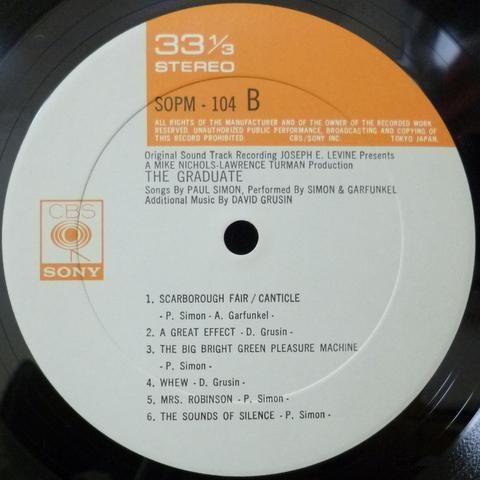 33 1/3
STEREO
SOPM - 104 B
ALL RIGHTS OF THE MANUFACTURER AND OF THE OWNER OF THE RECORDED WORK
RESERVED. UNAUTHORIZED PUBLIC PERFORMANCE, BROADCASTING AND COPYING OF
THIS RECORD PROHIBITED. CBS/SONY INC. TOKYO JAPAN.
Original Sound Track Recording JOSEPH E. LEVINE Presents
A MIKE NICHOLS-LAWRENCE TURMAN Production
THE GRADUATE
Songs By PAUL SIMON, Performed By SIMON & GARFUNKEL
Additional Music By DAVID GRUSIN
CBS
SONY
1. SCARBOROUGH FAIR / CANTICLE
- P. Simon - A. Garfunkel -
2. A GREAT EFFECT - D. Grusin -
3. THE BIG BRIGHT GREEN PLEASURE MACHINE
- P. Simon -
4. WHEW - D. Grusin -
5. MRS. ROBINSON - P. Simon -
6. THE SOUNDS OF SILENCE - P. Simon -